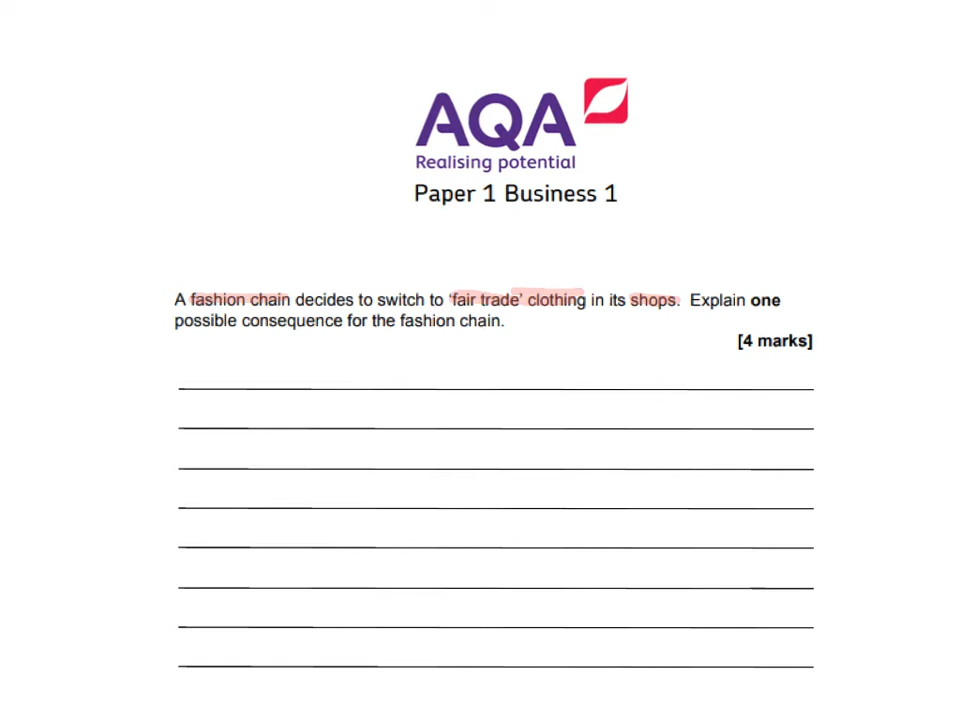 AQA
Realising potential
Paper 1 Business 1
A fashion chain decides to switch to ‘fair trade’ clothing in its shops.  Explain one
possible consequence for the fashion chain.
[4 marks]